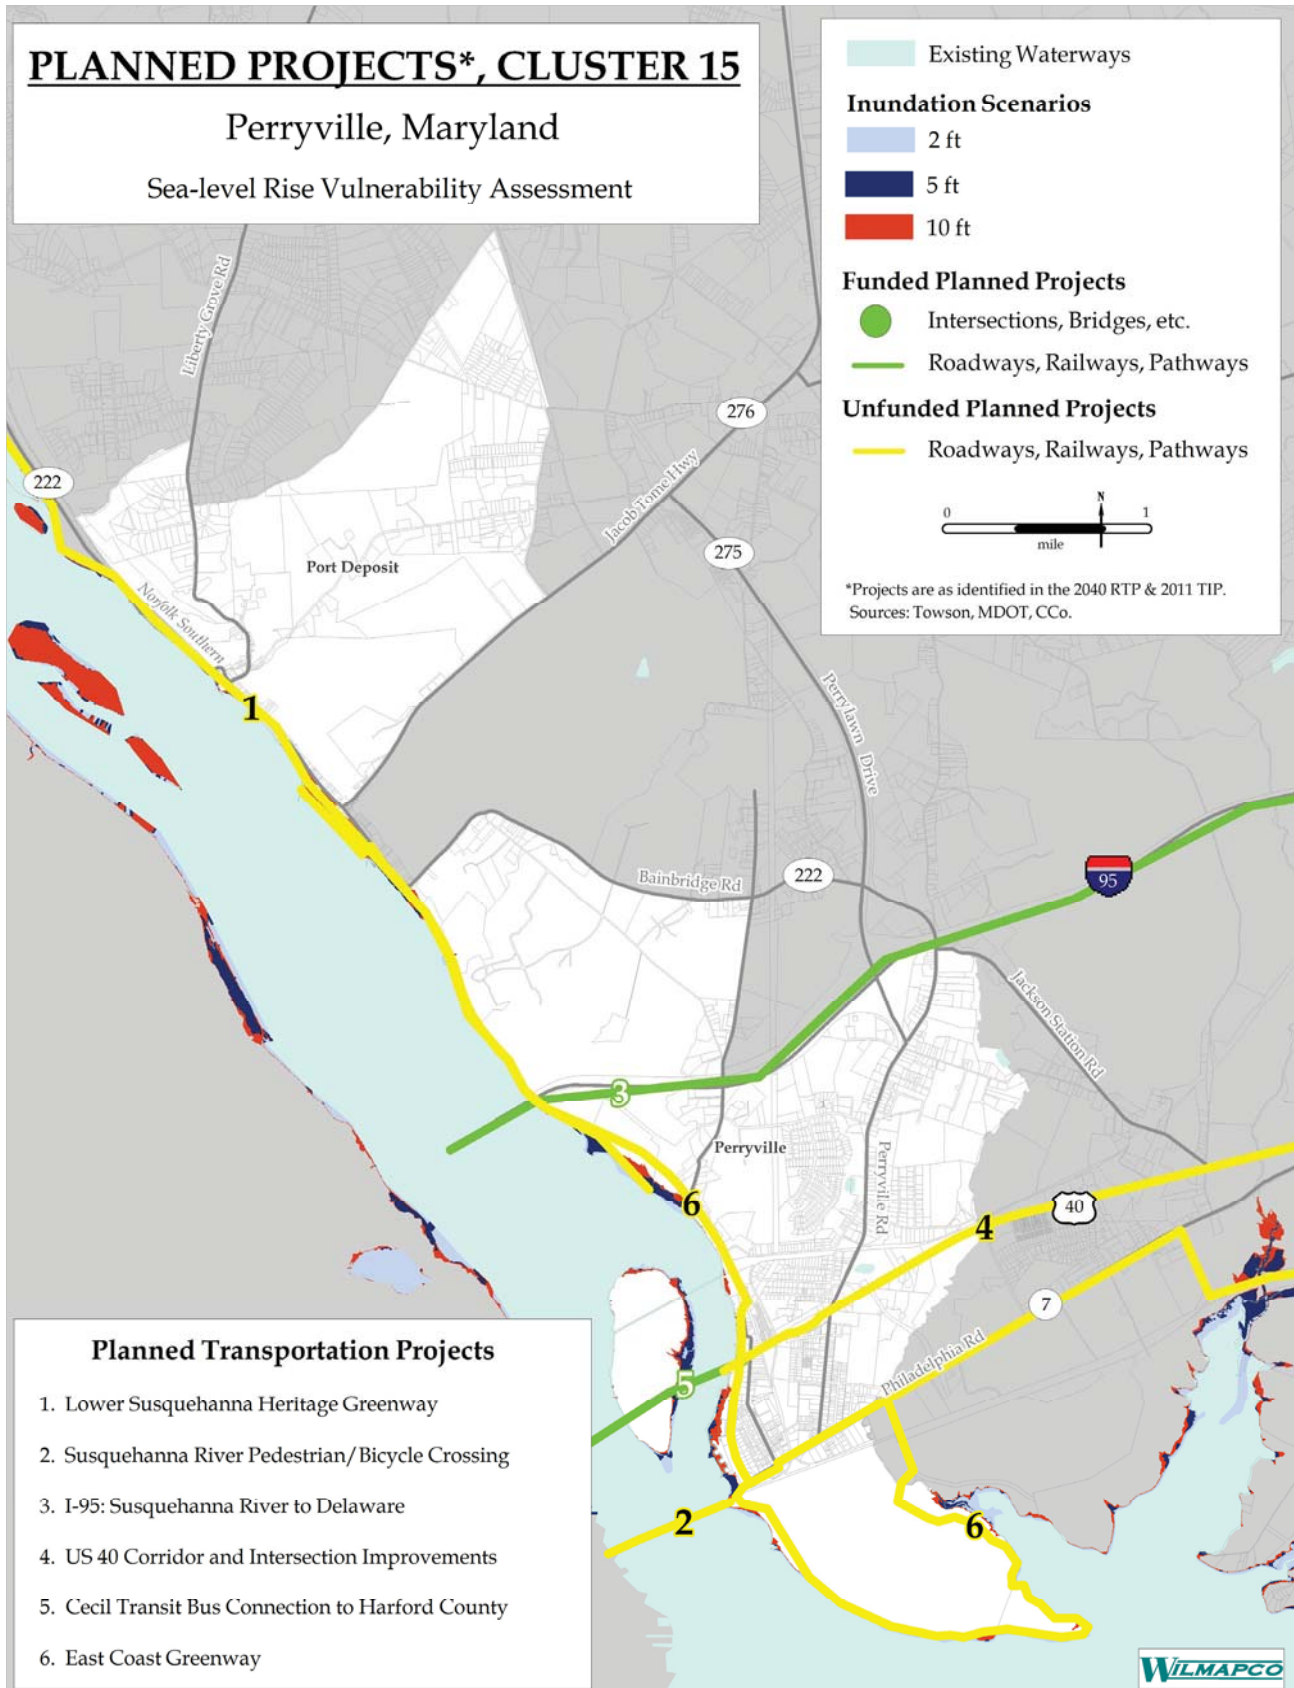 PLANNED PROJECTS*, CLUSTER 15
Perryville, Maryland
Sea-level Rise Vulnerability Assessment
Existing Waterways
Inundation Scenarios
2 ft
5 ft
10 ft
Funded Planned Projects
Intersections, Bridges, etc.
Roadways, Railways, Pathways
Unfunded Planned Projects
Roadways, Railways, Pathways
N
0 1
mile
*Projects are as identified in the 2040 RTP & 2011 TIP.
Sources: Towson, MDOT, CCo.
Liberty Grove Rd
276
222
Jacob Tome Hwy
275
Port Deposit
Norfolk Southern
1
Perrylawn Drive
Bainbridge Rd
222
95
Jackson Station Rd
3
Perryville
Perryville Rd
6
4
40
7
Philadelphia Rd
5
2
6
Planned Transportation Projects
1. Lower Susquehanna Heritage Greenway
2. Susquehanna River Pedestrian/Bicycle Crossing
3. I-95: Susquehanna River to Delaware
4. US 40 Corridor and Intersection Improvements
5. Cecil Transit Bus Connection to Harford County
6. East Coast Greenway
WILMAPCO